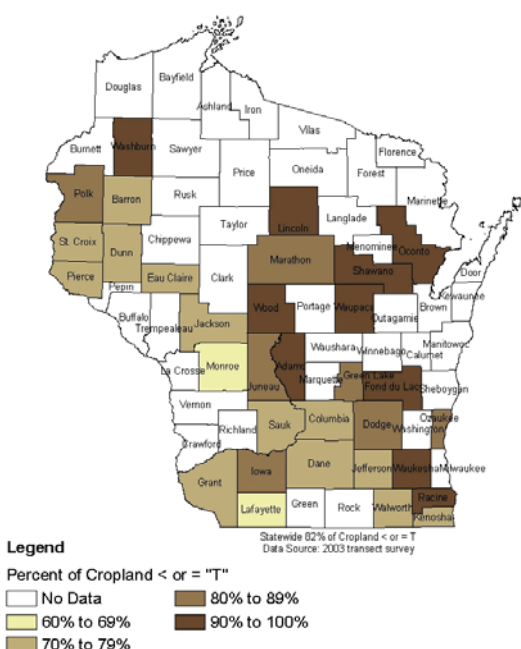 Douglas
Bayfield
Ashland
Iron
Vilas
Burnett
Washburn
Sawyer
Price
Oneida
Forest
Florence
Marinette
Polk
Barron
Rusk
Lincoln
Langlade
Taylor
Menominee
Oconto
St. Croix
Dunn
Chippewa
Marathon
Shawano
Door
Pierce
Pepin
Eau Claire
Clark
Kewaunee
Buffalo
Trempealeau
Jackson
Wood
Portage
Waupaca
Outagamie
Brown
La Crosse
Monroe
Juneau
Adams
Waushara
Winnebago
Calumet
Manitowoc
Marquette
Green Lake
Fond du Lac
Sheboygan
Vernon
Richland
Sauk
Columbia
Dodge
Washington
Ozaukee
Crawford
Grant
Iowa
Dane
Jefferson
Waukesha
Milwaukee
Lafayette
Green
Rock
Walworth
Racine
Kenosha
Statewide 82% of Cropland < or = T
Data Source: 2003 transect survey
Legend
Percent of Cropland < or = "T"
No Data
60% to 69%
70% to 79%
80% to 89%
90% to 100%